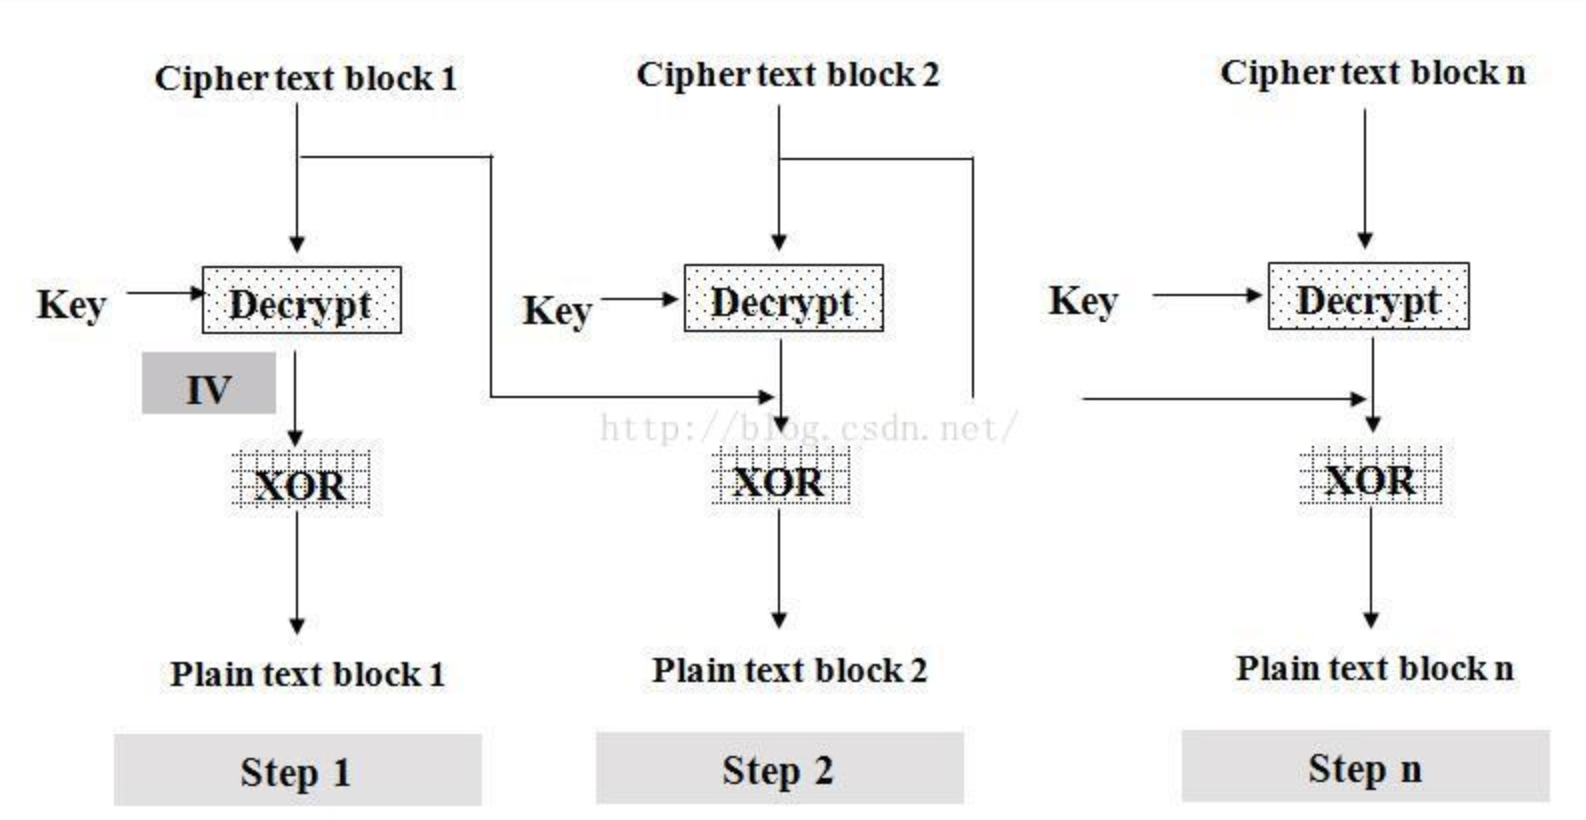 Cipher text block 1
Cipher text block 2
Cipher text block n
Key
Decrypt
Key
Decrypt
Key
Decrypt
IV
http://blog.csdn.net/
XOR
XOR
XOR
Plain text block 1
Plain text block 2
Plain text block n
Step 1
Step 2
Step n